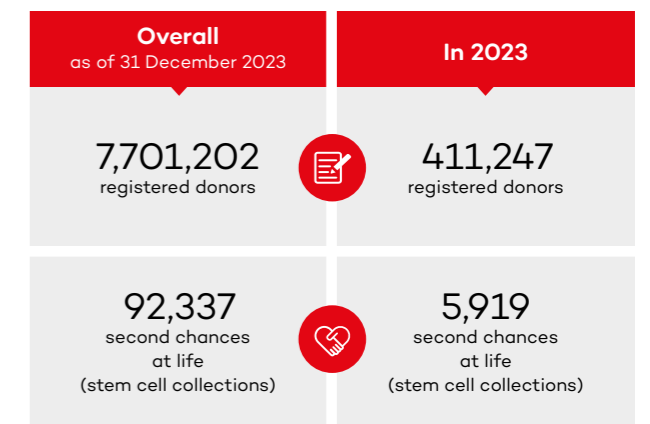 Overall
as of 31 December 2023
In 2023
7,701,202
registered donors
411,247
registered donors
92,337
second chances
at life
(stem cell collections)
5,919
second chances
at life
(stem cell collections)